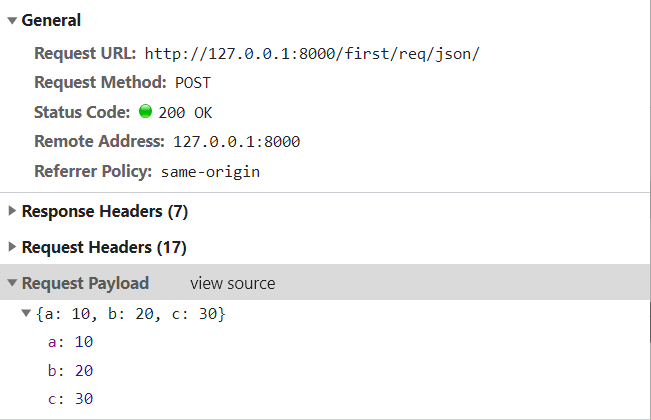 General
Request URL: http://127.0.0.1:8000/first/req/json/
Request Method: POST
Status Code: 200 OK
Remote Address: 127.0.0.1:8000
Referrer Policy: same-origin
Response Headers (7)
Request Headers (17)
Request Payload view source
{a: 10, b: 20, c: 30}
a: 10
b: 20
c: 30